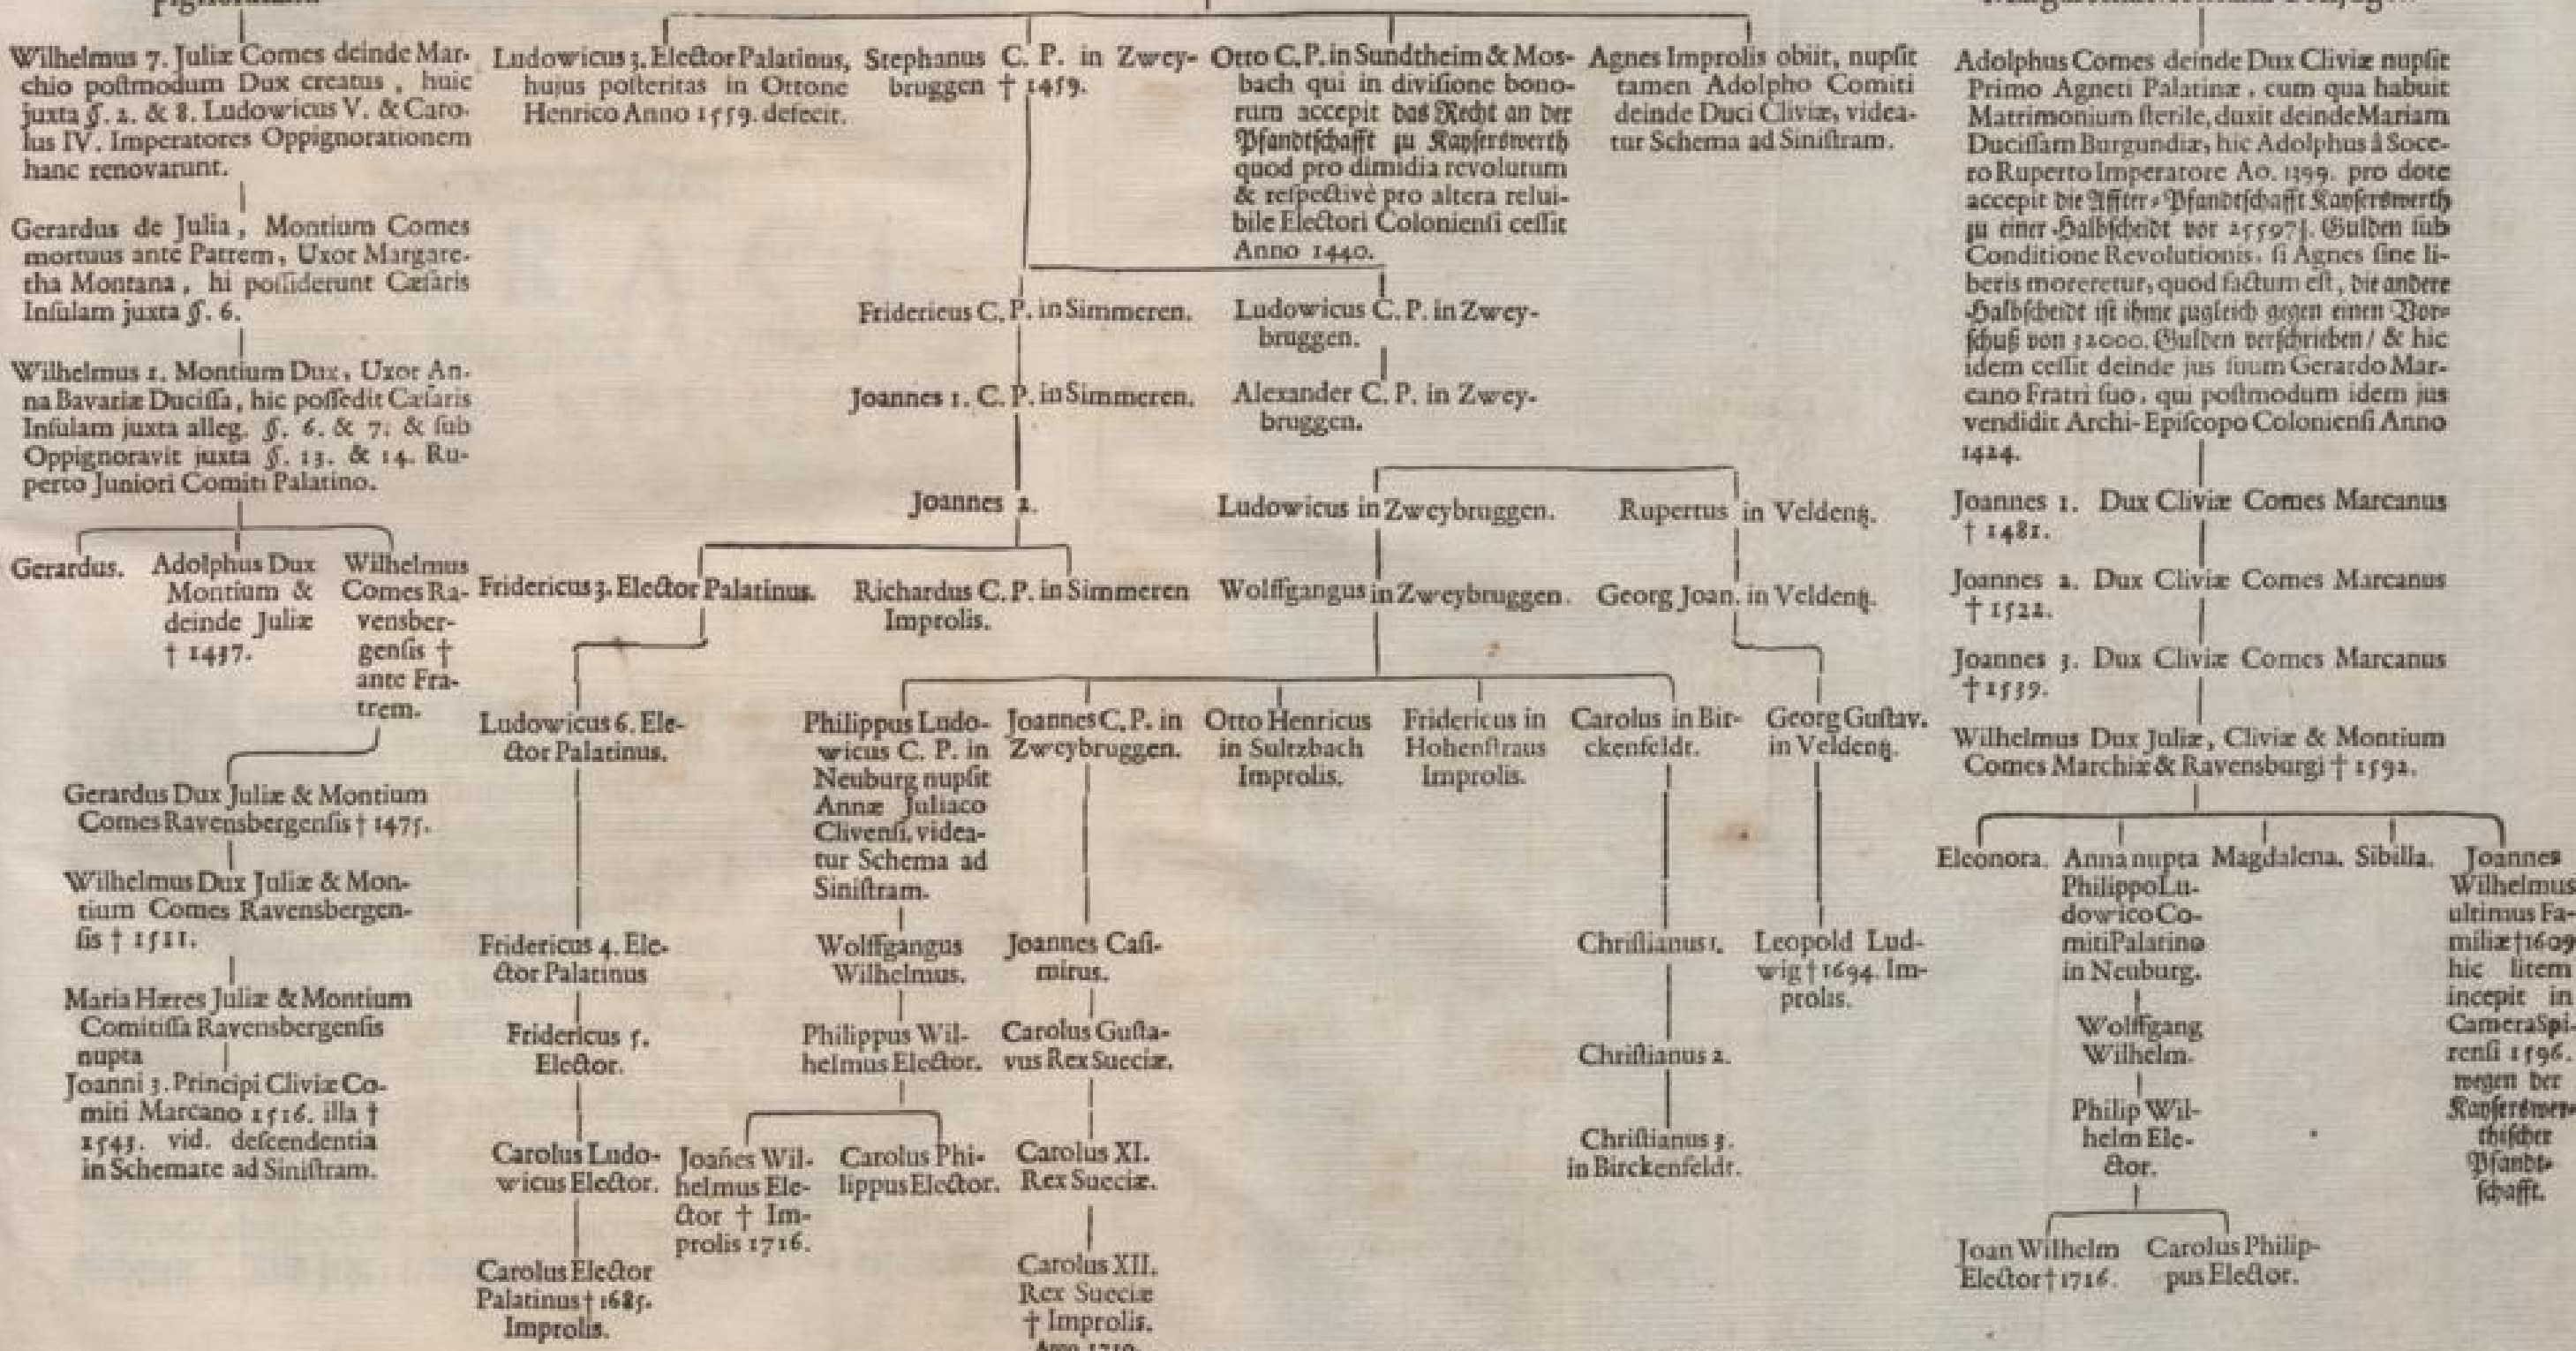 Wilhelmus 7. Juliæ Comes deinde Mar-
chio poſtmodum Dux creatus, huic
juxta §. 2. & 8. Ludowicus V. & Caro-
lus IV. Imperatores Oppignorationem
hanc renovarunt.
Gerardus de Julia, Montium Comes
mortuus ante Patrem, Uxor Margare-
tha Montana, hi poſſiderunt Cæſaris
Inſulam juxta §. 6.
Wilhelmus 1. Montium Dux, Uxor An-
na Bavariæ Duciſſa, hic poſſedit Cæſaris
Inſulam juxta alleg. §. 6. & 7. & ſub
Oppignoravit juxta §. 13. & 14. Ru-
perto Juniori Comiti Palatino.
Gerardus.
Adolphus Dux
Montium &
deinde Juliæ
† 1437.
Wilhelmus
Comes Ra-
vensber-
genſis †
ante Fra-
trem.
Gerardus Dux Juliæ & Montium
Comes Ravensbergenſis † 1475.
Wilhelmus Dux Juliæ & Mon-
tium Comes Ravensbergen-
ſis † 1511.
Maria Hæres Juliæ & Montium
Comitiſſa Ravensbergenſis
nupta
Joanni 3. Principi Cliviæ Co-
miti Marcano 1516. illa †
1543. vid. deſcendentia
in Schemate ad Siniſtram.
Ludowicus 3. Elector Palatinus,
hujus poſteritas in Ottone
Henrico Anno 1559. defecit.
Stephanus C. P. in Zwey-
bruggen † 1459.
Otto C. P. in Sundtheim & Mos-
bach qui in diviſione bono-
rum accepit das Recht an der
Pfandtſchafft zu Kayſerswerth
quod pro dimidia revolutum
& reſpectivè pro altera relui-
bile Electori Colonienſi ceſſit
Anno 1440.
Agnes Improlis obiit, nupſit
tamen Adolpho Comiti
deinde Duci Cliviæ, videa-
tur Schema ad Siniſtram.
Fridericus C. P. in Simmeren.
Ludowicus C. P. in Zwey-
bruggen.
Joannes 1. C. P. in Simmeren.
Alexander C. P. in Zwey-
bruggen.
Joannes 2.
Ludowicus in Zweybruggen.
Rupertus in Veldentz.
Fridericus 3. Elector Palatinus.
Richardus C. P. in Simmeren
Improlis.
Wolffgangus in Zweybruggen.
Georg Joan. in Veldentz.
Ludowicus 6. Ele-
ctor Palatinus.
Philippus Ludo-
wicus C. P. in
Neuburg nupſit
Annæ Juliaco
Clivenſi, videa-
tur Schema ad
Siniſtram.
Joannes C. P. in
Zweybruggen.
Otto Henricus
in Sultzbach
Improlis.
Fridericus in
Hohenſtraus
Improlis.
Carolus in Bir-
ckenfeldt.
Georg Guſtav.
in Veldentz.
Fridericus 4. Ele-
ctor Palatinus
Wolffgangus
Wilhelmus.
Joannes Caſi-
mirus.
Chriſtianus 1.
Leopold Lud-
wig † 1694. Im-
prolis.
Fridericus 5.
Elector.
Philippus Wil-
helmus Elector.
Carolus Guſta-
vus Rex Sueciæ.
Chriſtianus 2.
Carolus Ludo-
wicus Elector.
Joañes Wil-
helmus Ele-
ctor † Im-
prolis 1716.
Carolus Phi-
lippus Elector.
Carolus XI.
Rex Sueciæ.
Chriſtianus 3.
in Birckenfeldt.
Carolus Elector
Palatinus † 1685.
Improlis.
Carolus XII.
Rex Sueciæ
† Improlis.
Adolphus Comes deinde Dux Cliviæ nupſit
Primo Agneti Palatinæ, cum qua habuit
Matrimonium ſterile, duxit deinde Mariam
Duciſſam Burgundiæ, hic Adolphus â Soce-
ro Ruperto Imperatore Ao. 1399. pro dote
accepit die Affter-Pfandtſchafft Kayſerswerth
zu einer Halbſcheidt vor 25597½. Gulden ſub
Conditione Revolutionis, ſi Agnes ſine li-
beris moreretur, quod factum eſt, die andere
Halbſcheidt iſt ihme zugleich gegen einen Vor-
ſchuß von 32000. Gulden verſchrieben / & hic
idem ceſſit deinde jus ſuum Gerardo Mar-
cano Fratri ſuo, qui poſtmodum idem jus
vendidit Archi-Epiſcopo Colonienſi Anno
1424.
Joannes 1. Dux Cliviæ Comes Marcanus
† 1481.
Joannes 2. Dux Cliviæ Comes Marcanus
† 1522.
Joannes 3. Dux Cliviæ Comes Marcanus
† 1539.
Wilhelmus Dux Juliæ, Cliviæ & Montium
Comes Marchiæ & Ravensburgi † 1592.
Eleonora.
Anna nupta
Philippo Lu-
dowico Co-
miti Palatino
in Neuburg.
Magdalena.
Sibilla.
Joannes
Wilhelmus
ultimus Fa-
miliæ † 1609
hic litem
incepit in
Camera Spi-
renſi 1596.
wegen der
Kayſerswer-
thiſcher
Pfandt-
ſchafft.
Wolffgang
Wilhelm.
Philip Wil-
helm Ele-
ctor.
Joan Wilhelm
Elector † 1716.
Carolus Philip-
pus Elector.